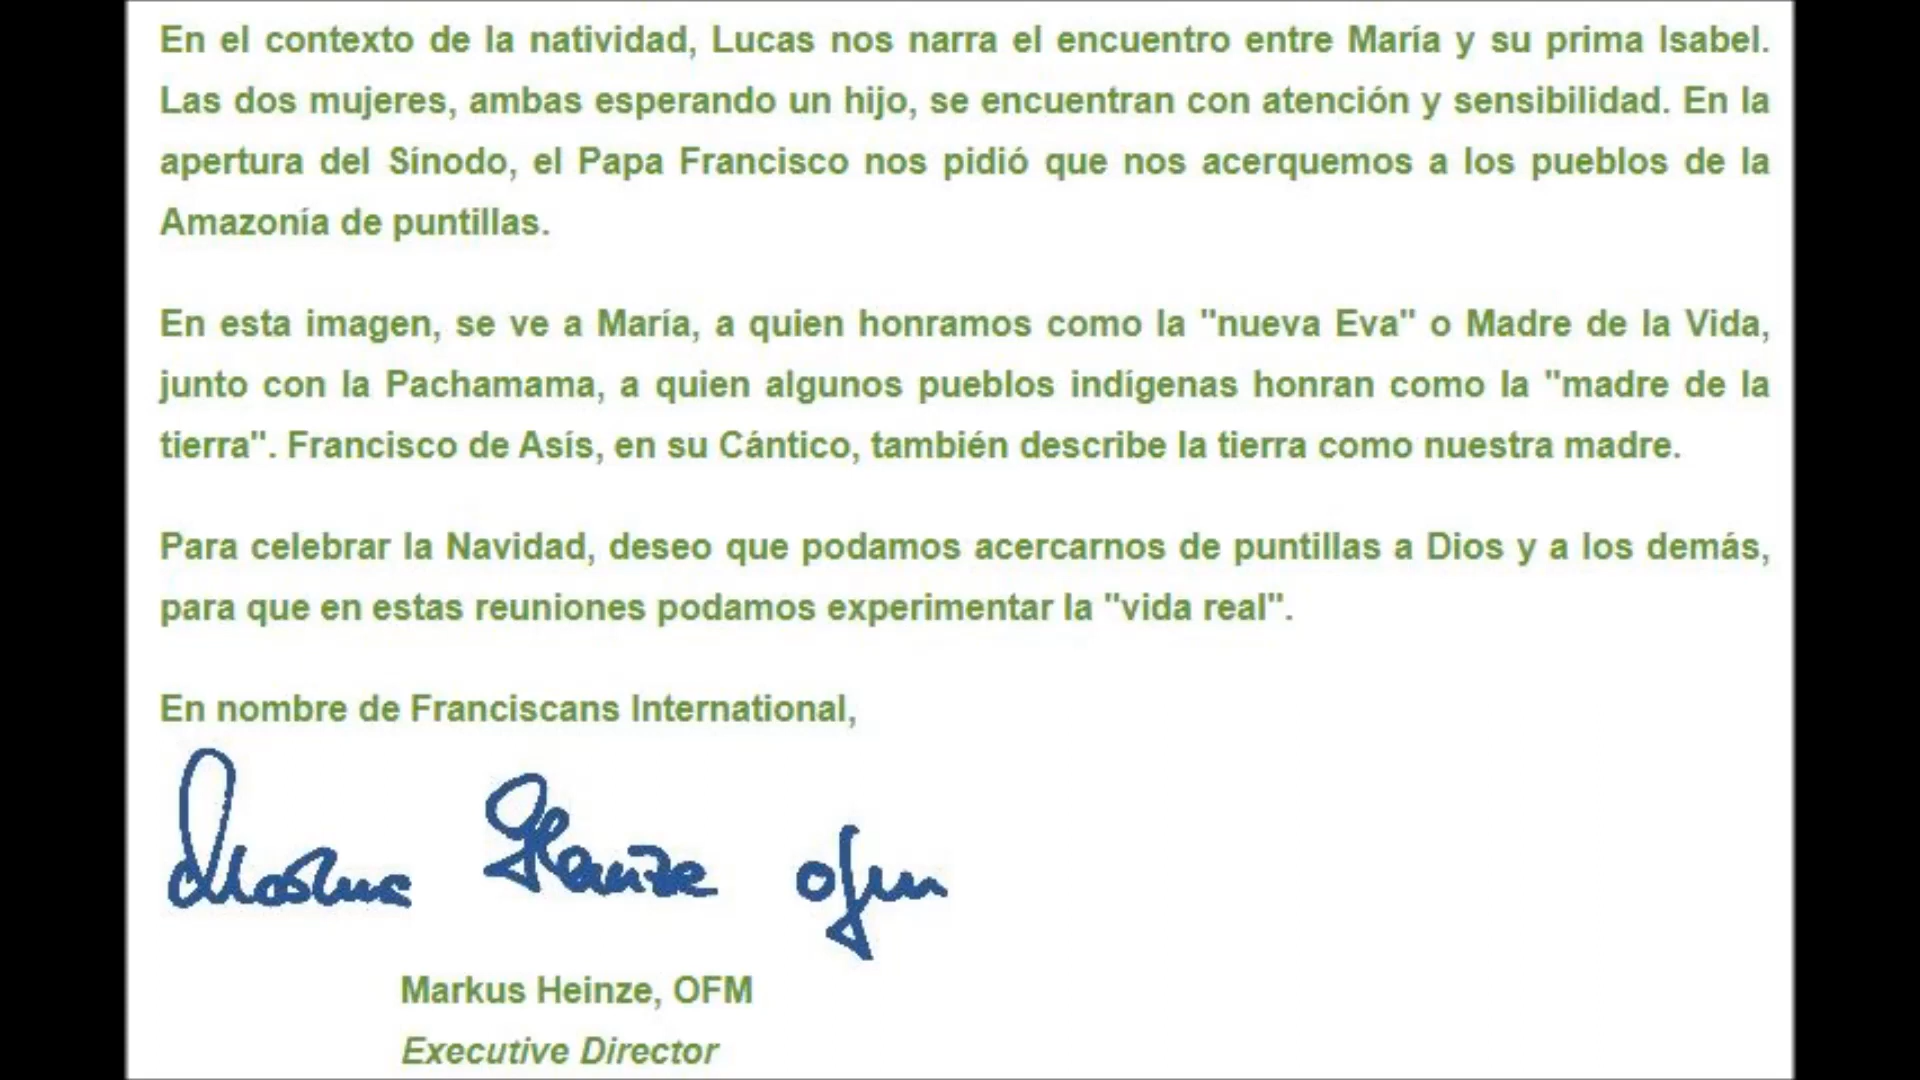 En el contexto de la natividad, Lucas nos narra el encuentro entre María y su prima Isabel.
Las dos mujeres, ambas esperando un hijo, se encuentran con atención y sensibilidad. En la
apertura del Sínodo, el Papa Francisco nos pidió que nos acerquemos a los pueblos de la
Amazonía de puntillas.
En esta imagen, se ve a María, a quien honramos como la "nueva Eva" o Madre de la Vida,
junto con la Pachamama, a quien algunos pueblos indígenas honran como la "madre de la
tierra". Francisco de Asís, en su Cántico, también describe la tierra como nuestra madre.
Para celebrar la Navidad, deseo que podamos acercarnos de puntillas a Dios y a los demás,
para que en estas reuniones podamos experimentar la "vida real".
En nombre de Franciscans International,
Markus Heinze ofm
Markus Heinze, OFM
Executive Director